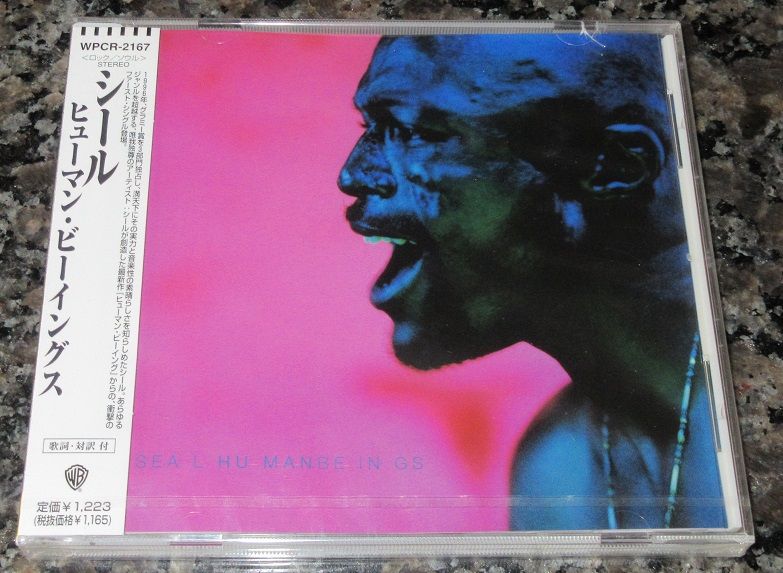 WPCR-2167
<ロック/ソウル>
STEREO
シール
ヒューマン・ビーイングス
1996年、グラミー賞を3部門独占し、満天下にその実力と音楽性の素晴らしさを知らしめたシール。あらゆる
ジャンルを超越する、唯我独尊のアーティスト:シールが創造した最新作「ヒューマン・ビーイング」からの、衝撃の
ファースト・シングル登場。
歌詞・対訳 付
WB
定価￥1,223
(税抜価格￥1,165)
SEA L HU MANBE IN GS